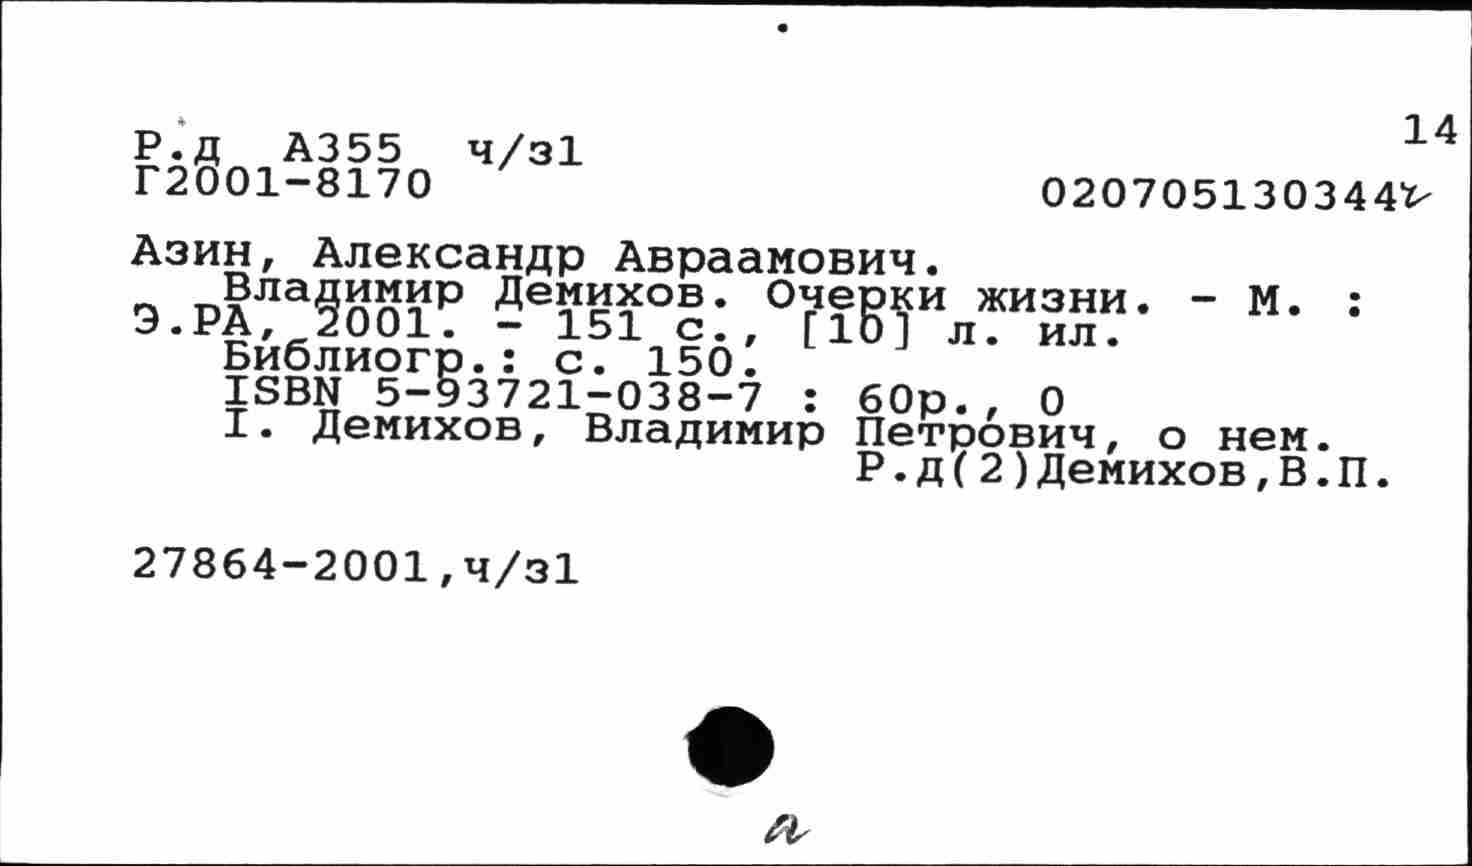 14
Р.д А355 ч/з1
Г2001-8170
020705130344
Азин, Александр Авраамович.
Владимир Демихов. Очерки жизни. - М. :
Э.РА, 2001. - 151 с., [10] л. ил.
Библиогр.: с. 150.
ISBN 5-93721-038-7 : 60р., 0
I. Демихов, Владимир Петрович, о нем.
Р.д(2)Демихов,В.П.
27864-2001,ч/з1
а